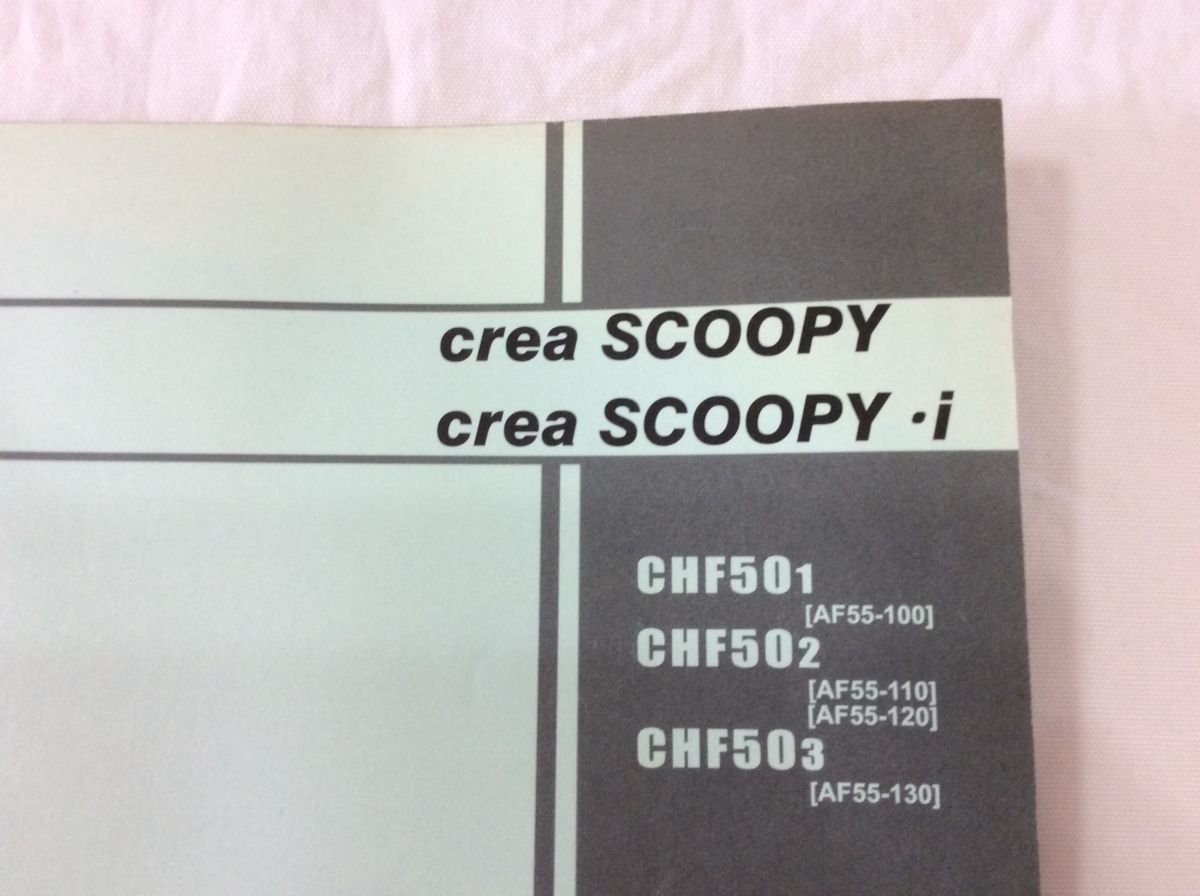 crea SCOOPY
crea SCOOPY・i
CHF501
[AF55-100]
CHF502
[AF55-110]
[AF55-120]
CHF503
[AF55-130]